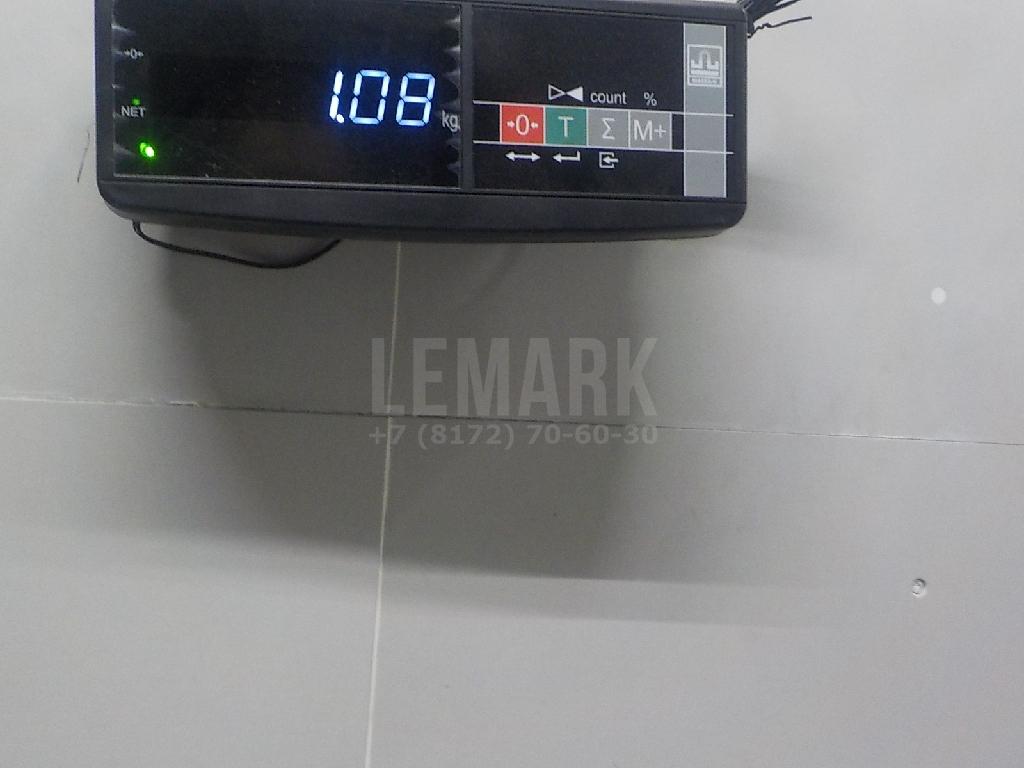 →0←
NET
1.08 kg
count %
→0← T Σ M+
LEMARK
+7 (8172) 70-60-30